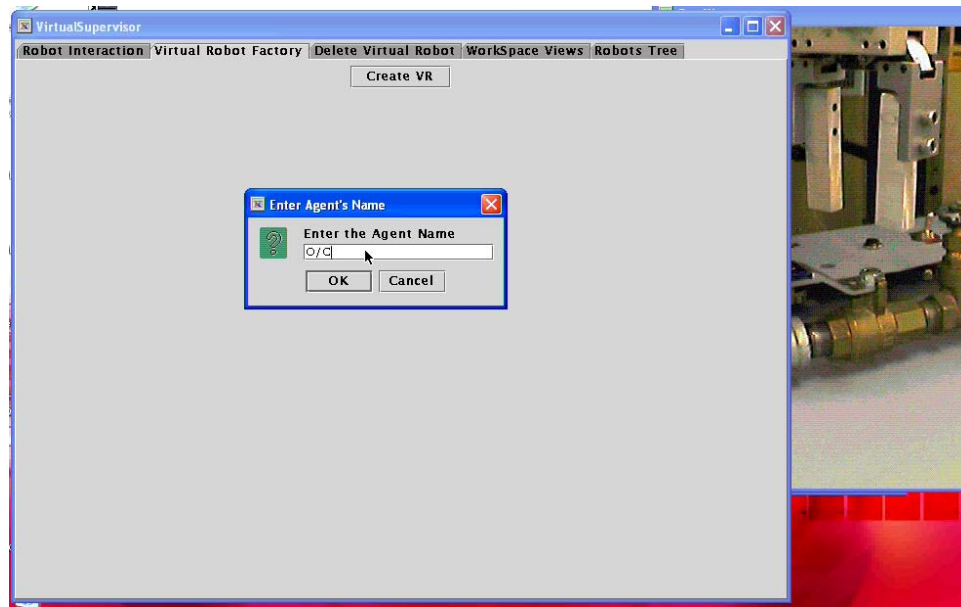 VirtualSupervisor
Robot Interaction Virtual Robot Factory Delete Virtual Robot WorkSpace Views Robots Tree
Create VR
Enter Agent's Name
Enter the Agent Name
O/C
OK Cancel